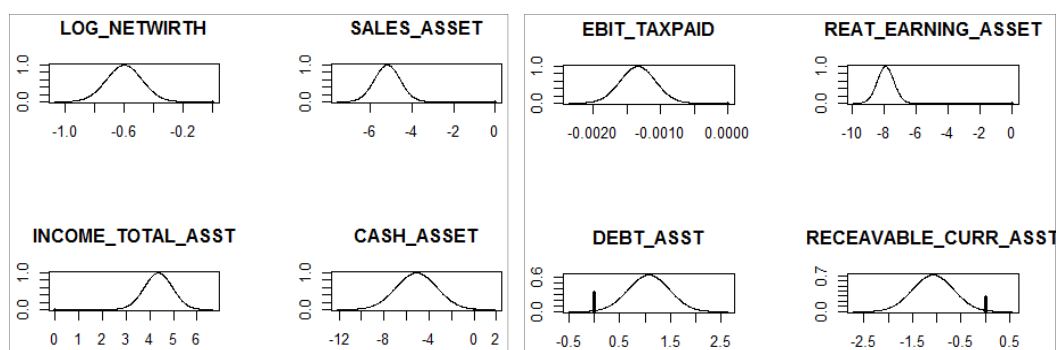 LOG_NETWIRTH
0.0 1.0
-1.0 -0.6 -0.2
SALES_ASSET
0.0 1.0
-6 -4 -2 0
EBIT_TAXPAID
0.0 1.0
-0.0020 -0.0010 0.0000
REAT_EARNING_ASSET
0.0 1.0
-10 -8 -6 -4 -2 0
INCOME_TOTAL_ASST
0.0 1.0
0 1 2 3 4 5 6
CASH_ASSET
0.0 1.0
-12 -8 -4 0 2
DEBT_ASST
0.0 0.6
-0.5 0.5 1.5 2.5
RECEAVABLE_CURR_ASST
0.0 0.7
-2.5 -1.5 -0.5 0.5